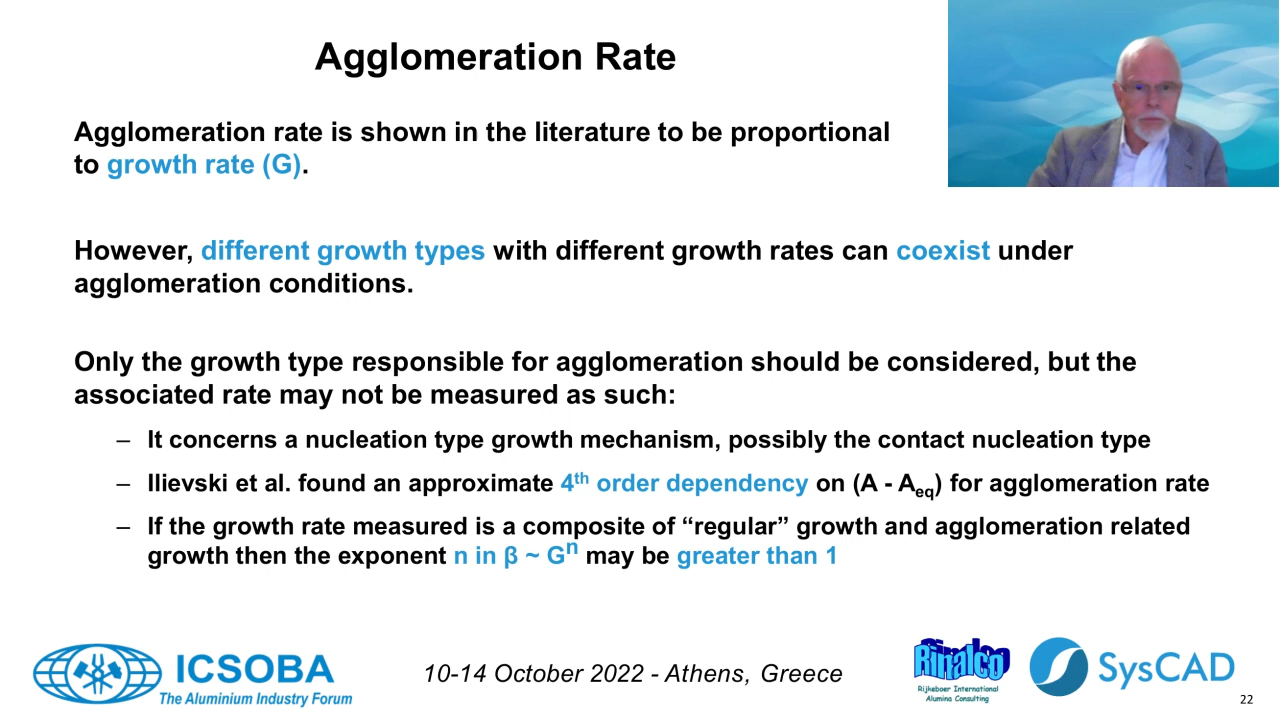 Agglomeration Rate
Agglomeration rate is shown in the literature to be proportional
to growth rate (G).
However, different growth types with different growth rates can coexist under
agglomeration conditions.
Only the growth type responsible for agglomeration should be considered, but the
associated rate may not be measured as such:
– It concerns a nucleation type growth mechanism, possibly the contact nucleation type
– Ilievski et al. found an approximate 4th order dependency on (A - Aeq) for agglomeration rate
– If the growth rate measured is a composite of “regular” growth and agglomeration related
growth then the exponent n in β ~ Gn may be greater than 1
ICSOBA
The Aluminium Industry Forum
10-14 October 2022 - Athens, Greece
Rinalco
Rijkeboer International
Alumina Consulting
SysCAD
22